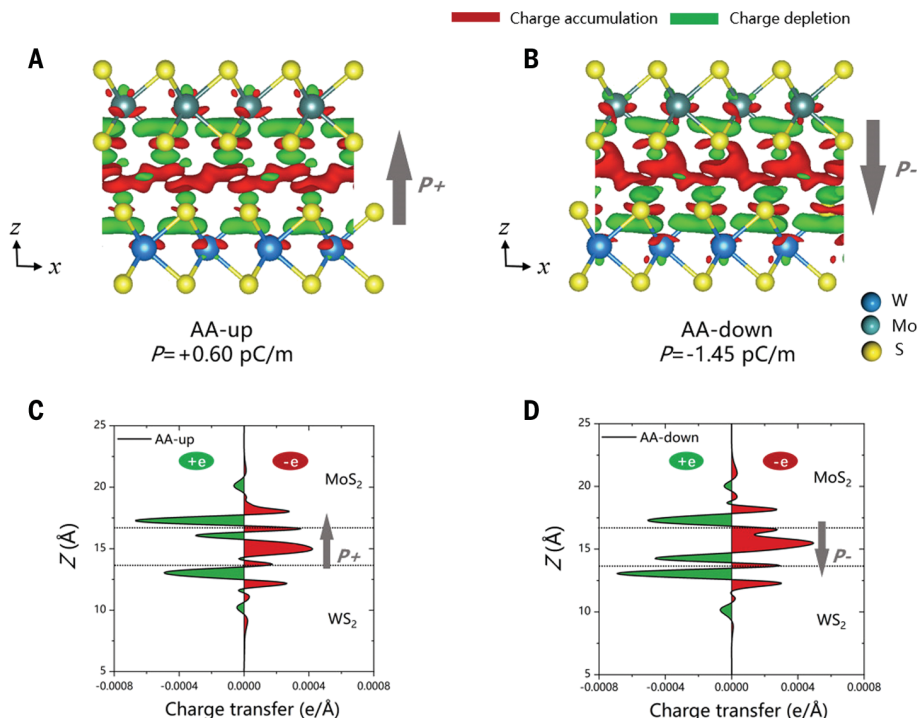 Charge accumulation Charge depletion
A
B
P+
P-
z
x
z
x
AA-up
P=+0.60 pC/m
AA-down
P=-1.45 pC/m
W
Mo
S
C
D
25
20
15
10
5
Z (Å)
AA-up
+e
-e
MoS2
P+
WS2
-0.0008 -0.0004 0.0000 0.0004 0.0008
Charge transfer (e/Å)
25
20
15
10
5
Z (Å)
AA-down
+e
-e
MoS2
P-
WS2
-0.0008 -0.0004 0.0000 0.0004 0.0008
Charge transfer (e/Å)